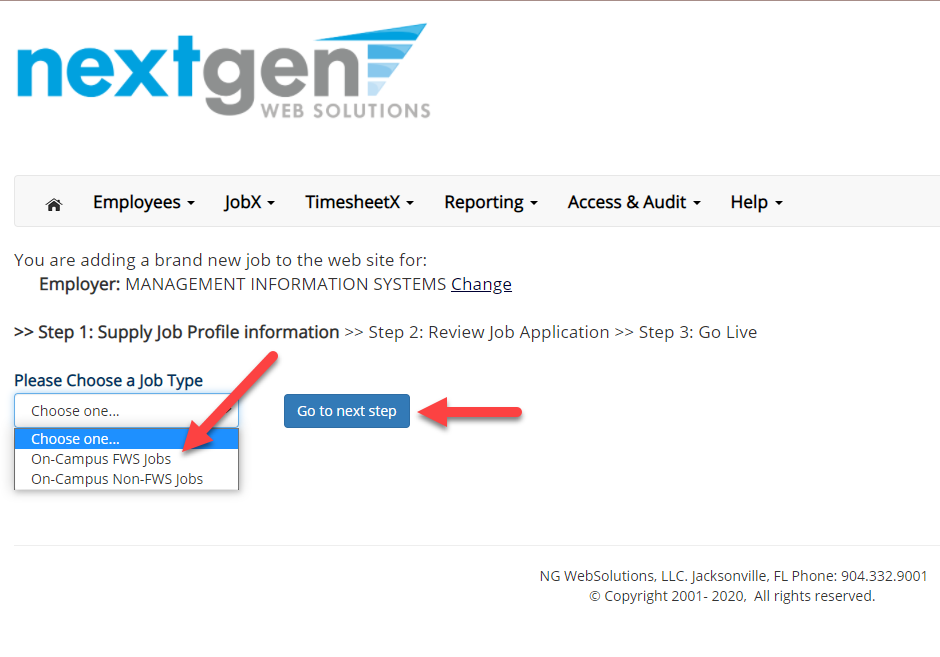 nextgen
WEB SOLUTIONS
Employees JobX TimesheetX Reporting Access & Audit Help
You are adding a brand new job to the web site for:
Employer: MANAGEMENT INFORMATION SYSTEMS Change
>> Step 1: Supply Job Profile information >> Step 2: Review Job Application >> Step 3: Go Live
Please Choose a Job Type
Choose one... Go to next step
Choose one...
On-Campus FWS Jobs
On-Campus Non-FWS Jobs
NG WebSolutions, LLC. Jacksonville, FL Phone: 904.332.9001
© Copyright 2001- 2020, All rights reserved.